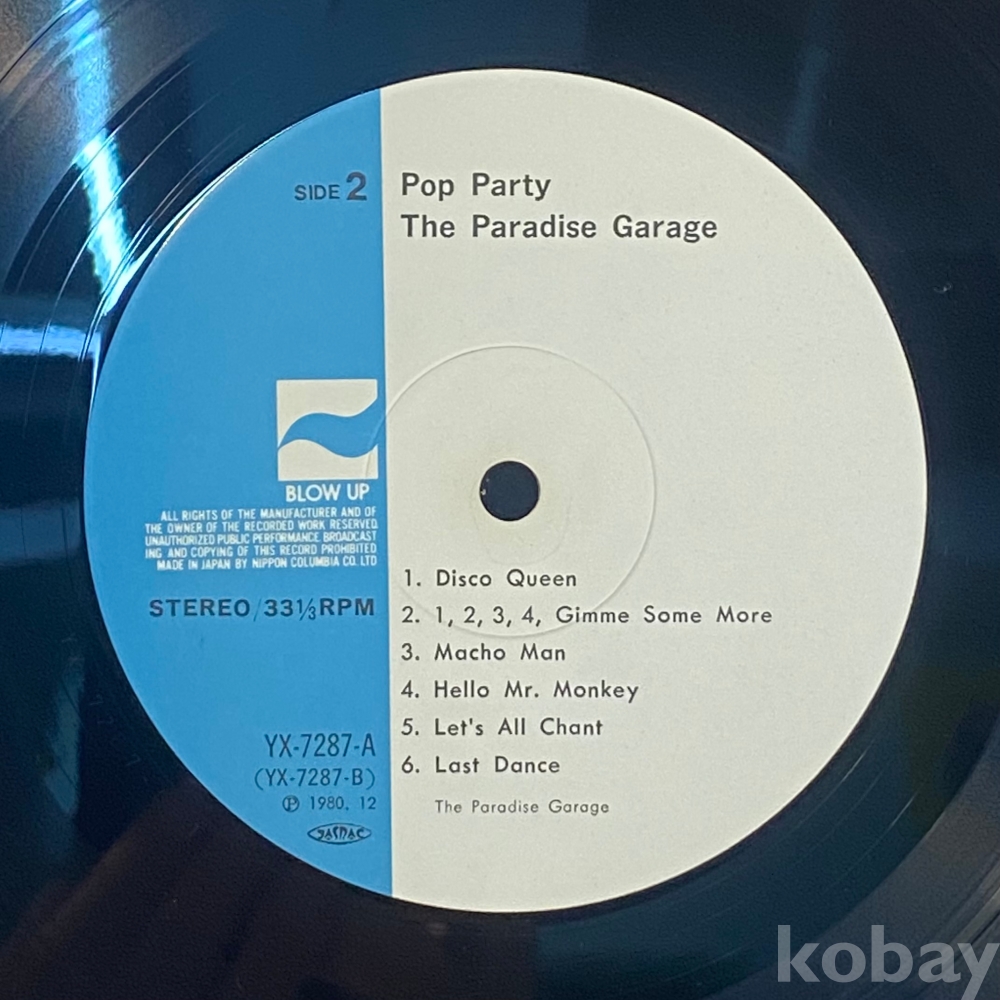 SIDE 2
Pop Party
The Paradise Garage
BLOW UP
ALL RIGHTS OF THE MANUFACTURER AND OF
THE OWNER OF THE RECORDED WORK RESERVED
UNAUTHORIZED PUBLIC PERFORMANCE BROADCAST
ING AND COPYING OF THIS RECORD PROHIBITED
MADE IN JAPAN BY NIPPON COLUMBIA CO. LTD
STEREO/33⅓RPM
YX-7287-A
(YX-7287-B)
Ⓟ 1980. 12
JASRAC
1. Disco Queen
2. 1, 2, 3, 4, Gimme Some More
3. Macho Man
4. Hello Mr. Monkey
5. Let's All Chant
6. Last Dance
The Paradise Garage
kobay